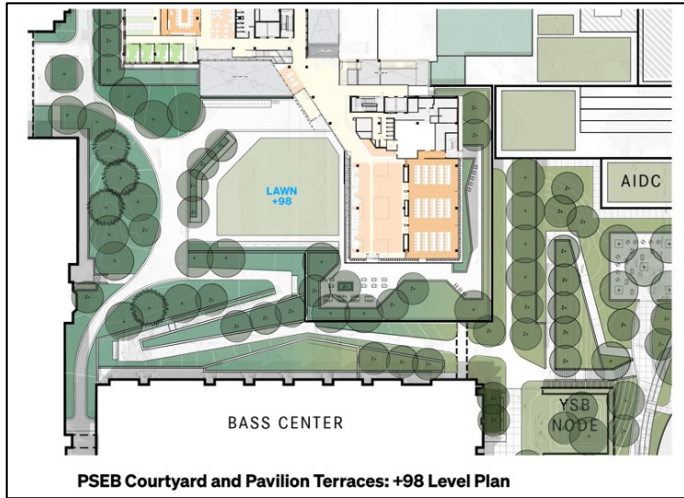 LAWN
+98
AIDC
YSB
NODE
BASS CENTER
PSEB Courtyard and Pavilion Terraces: +98 Level Plan